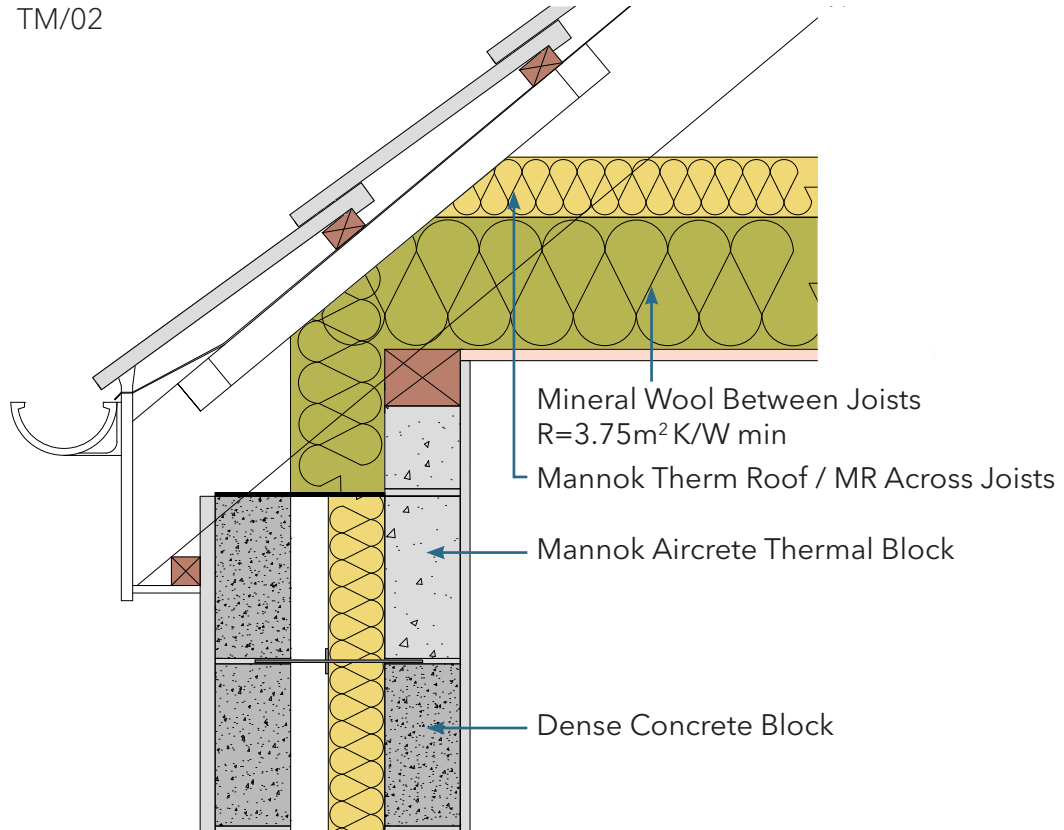 TM/02
Mineral Wool Between Joists
R=3.75m² K/W min
Mannok Therm Roof / MR Across Joists
Mannok Aircrete Thermal Block
Dense Concrete Block